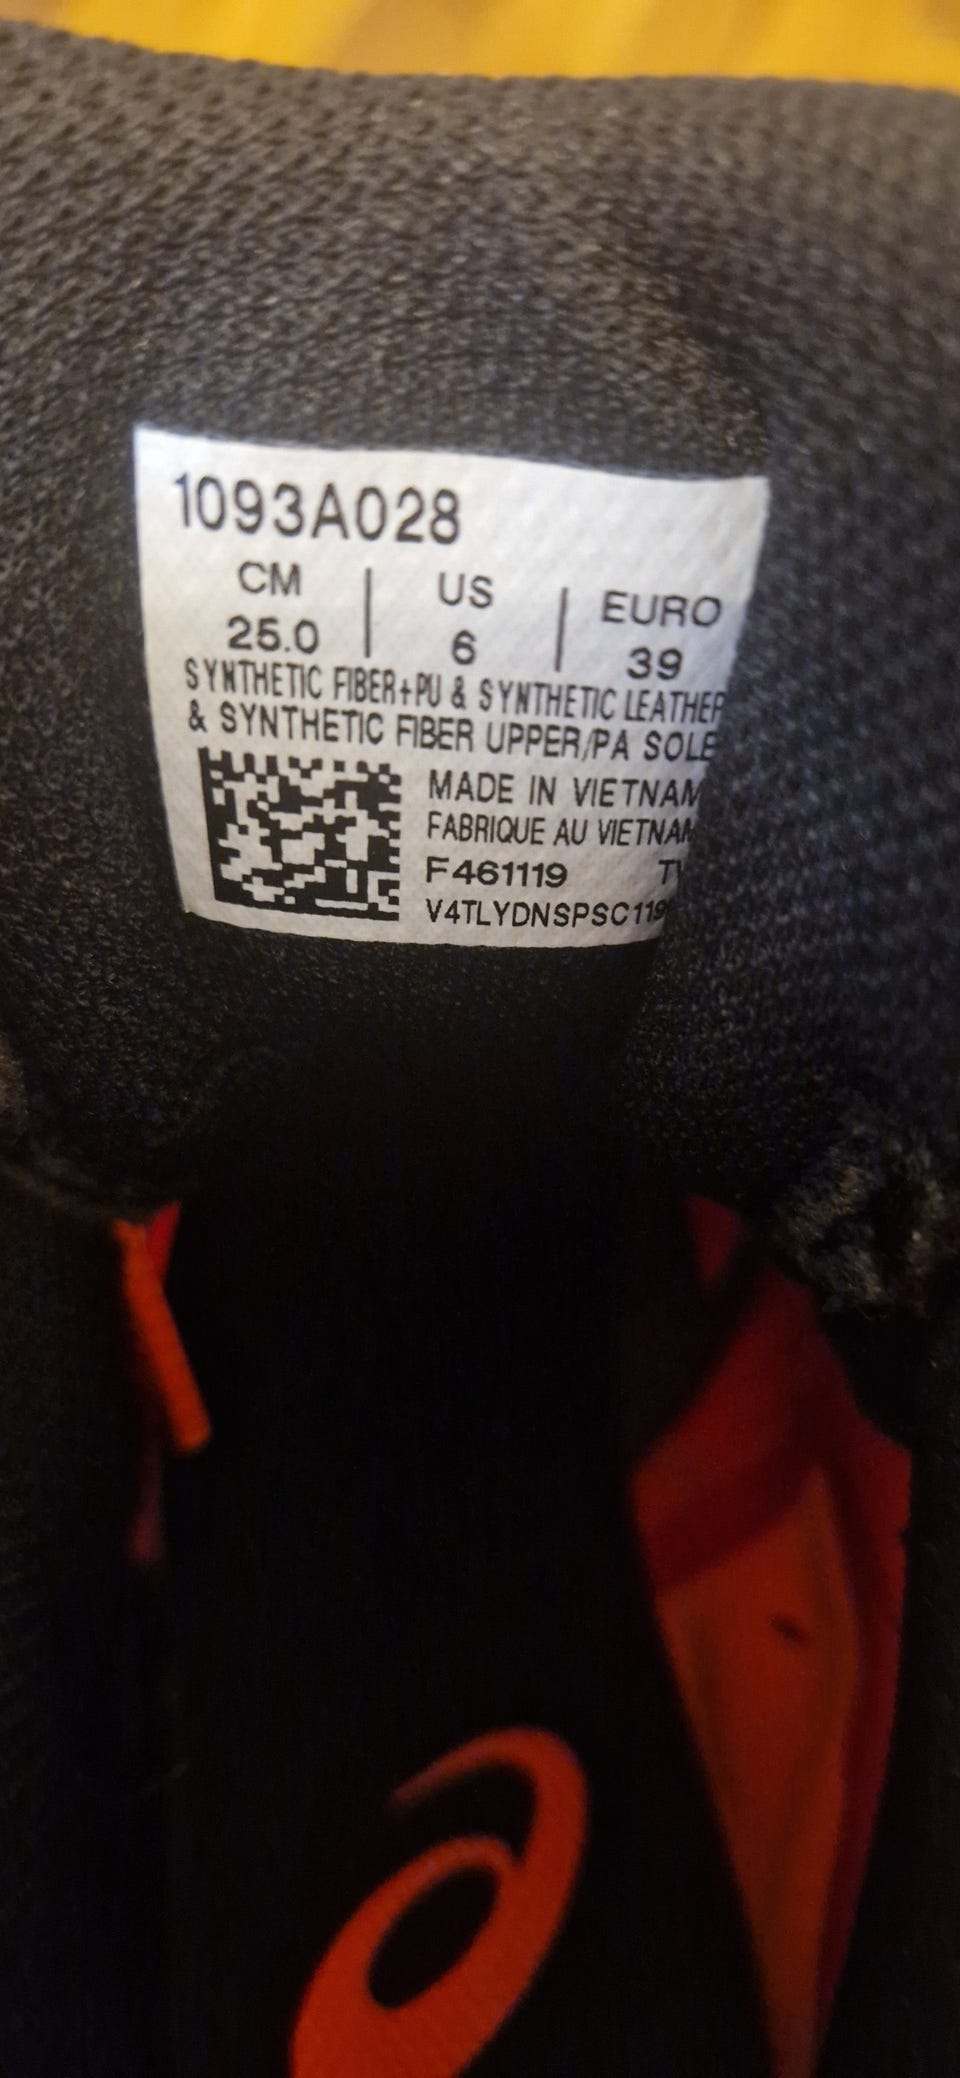 1093A028
CM | US | EURO
25.0 | 6 | 39
SYNTHETIC FIBER+PU & SYNTHETIC LEATHER
& SYNTHETIC FIBER UPPER/PA SOLE
MADE IN VIETNAM
FABRIQUE AU VIETNAM
F461119